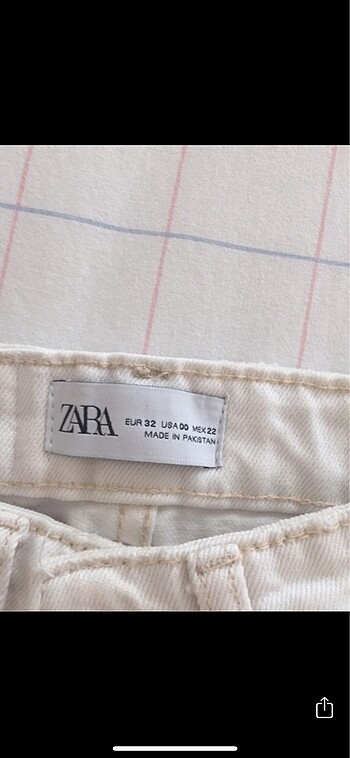 ZARA
EUR 32 USA 00 MEX 22
MADE IN PAKISTAN